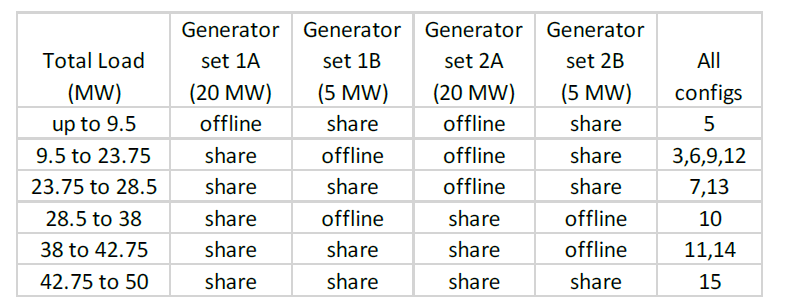 Total Load (MW) Generator set 1A (20 MW) Generator set 1B (5 MW) Generator set 2A (20 MW) Generator set 2B (5 MW) All configs
up to 9.5 offline share offline share 5
9.5 to 23.75 share offline offline share 3,6,9,12
23.75 to 28.5 share share offline share 7,13
28.5 to 38 share offline share offline 10
38 to 42.75 share share share offline 11,14
42.75 to 50 share share share share 15